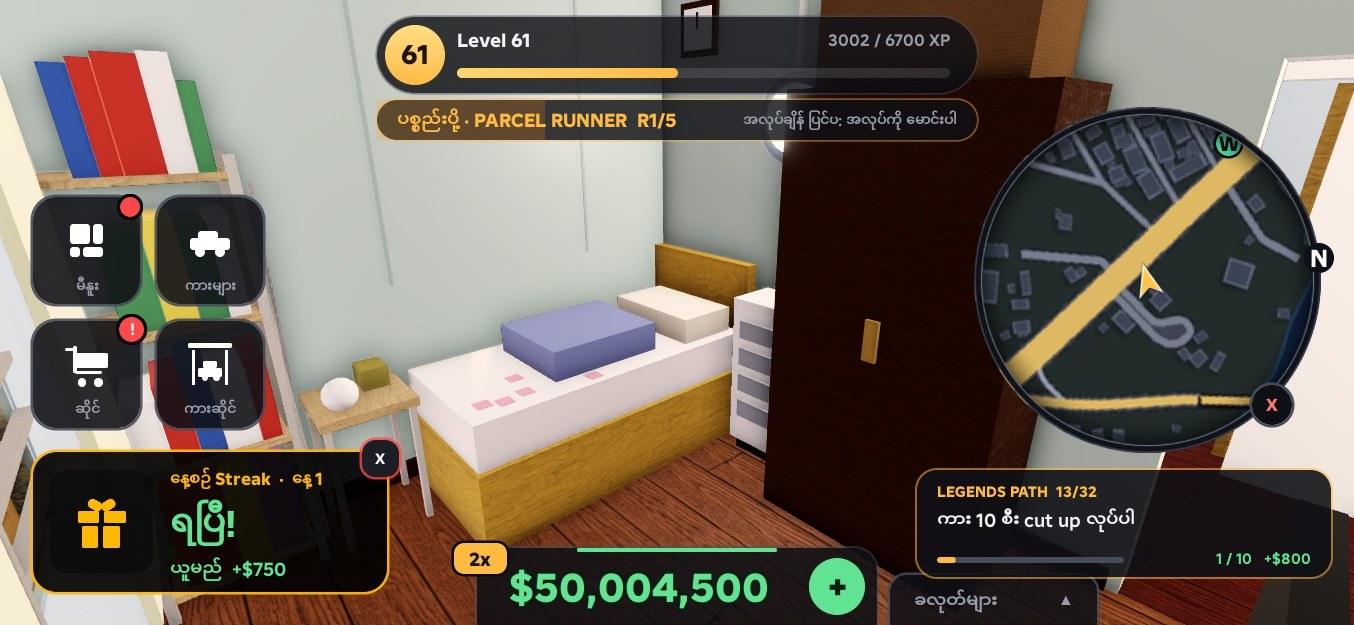 61
Level 61
3002 / 6700 XP
ပစ္စည်းပို့ · PARCEL RUNNER R1/5
အလုပ်ချိန် ပြင်ပ; အလုပ်ကို မောင်းပါ
W
N
X
မီနူး
ကားများ
!
ဆိုင်
ကားဆိုင်
X
နေ့စဉ် Streak · နေ့ 1
ရပြီ!
ယူမည် +$750
2x
$50,004,500
+
LEGENDS PATH 13/32
ကား 10 စီး cut up လုပ်ပါ
1 / 10 +$800
ခလုတ်များ ▲